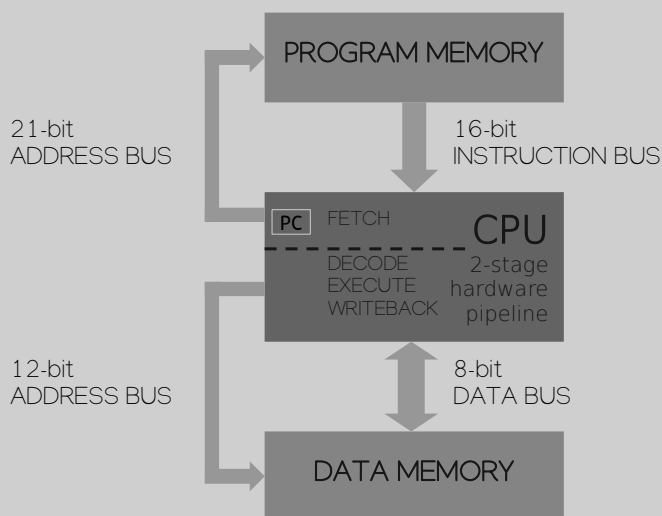 PROGRAM MEMORY
21-bit
ADDRESS BUS
16-bit
INSTRUCTION BUS
PC
FETCH
CPU
DECODE
EXECUTE
WRITEBACK
2-stage
hardware
pipeline
12-bit
ADDRESS BUS
8-bit
DATA BUS
DATA MEMORY